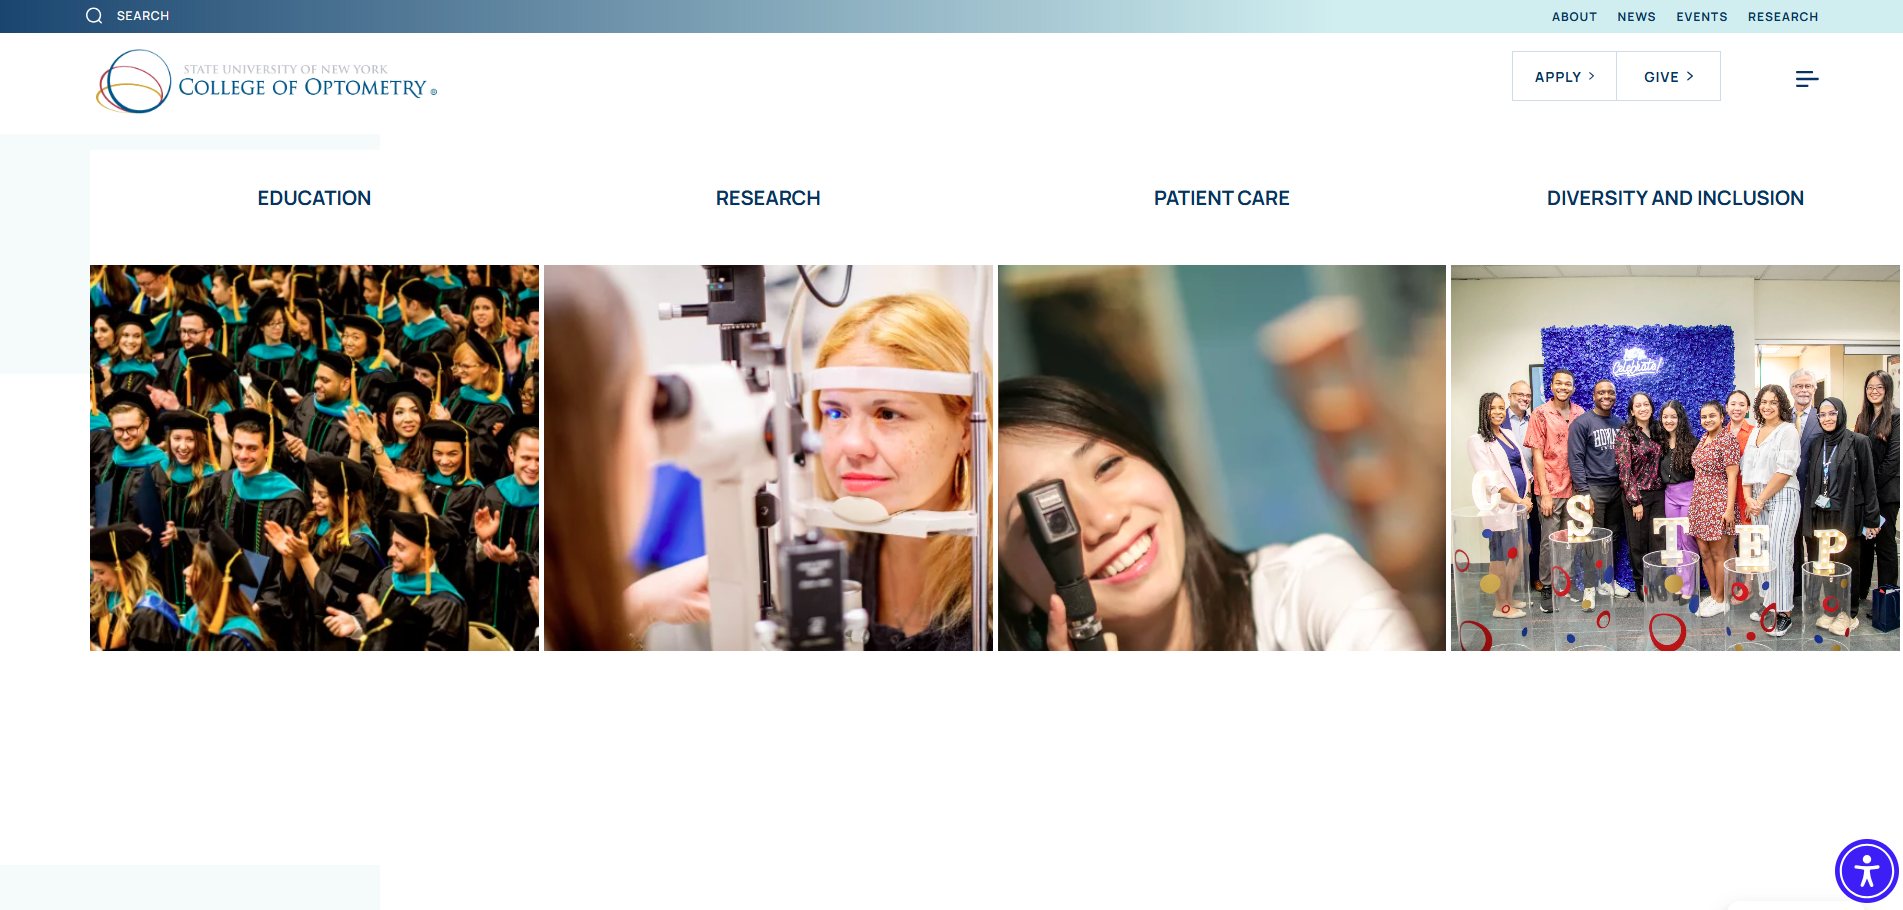 SEARCH
ABOUT NEWS EVENTS RESEARCH
STATE UNIVERSITY OF NEW YORK
COLLEGE OF OPTOMETRY ®
APPLY >
GIVE >
EDUCATION
RESEARCH
PATIENT CARE
DIVERSITY AND INCLUSION
Celebrate!
CSTEP